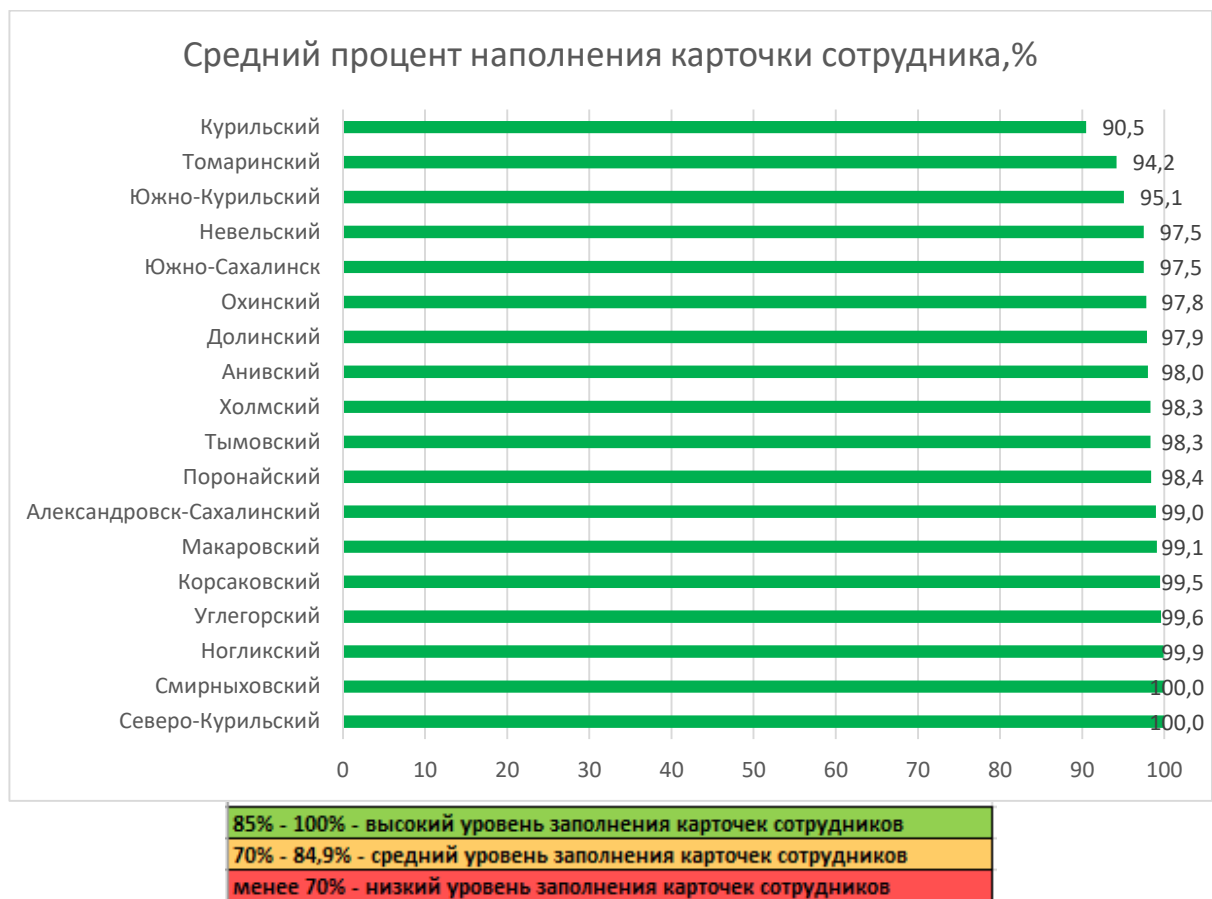 Средний процент наполнения карточки сотрудника,%
Курильский 90,5
Томаринский 94,2
Южно-Курильский 95,1
Невельский 97,5
Южно-Сахалинск 97,5
Охинский 97,8
Долинский 97,9
Анивский 98,0
Холмский 98,3
Тымовский 98,3
Поронайский 98,4
Александровск-Сахалинский 99,0
Макаровский 99,1
Корсаковский 99,5
Углегорский 99,6
Ногликский 99,9
Смирныховский 100,0
Северо-Курильский 100,0
0 10 20 30 40 50 60 70 80 90 100
85% - 100% - высокий уровень заполнения карточек сотрудников
70% - 84,9% - средний уровень заполнения карточек сотрудников
менее 70% - низкий уровень заполнения карточек сотрудников